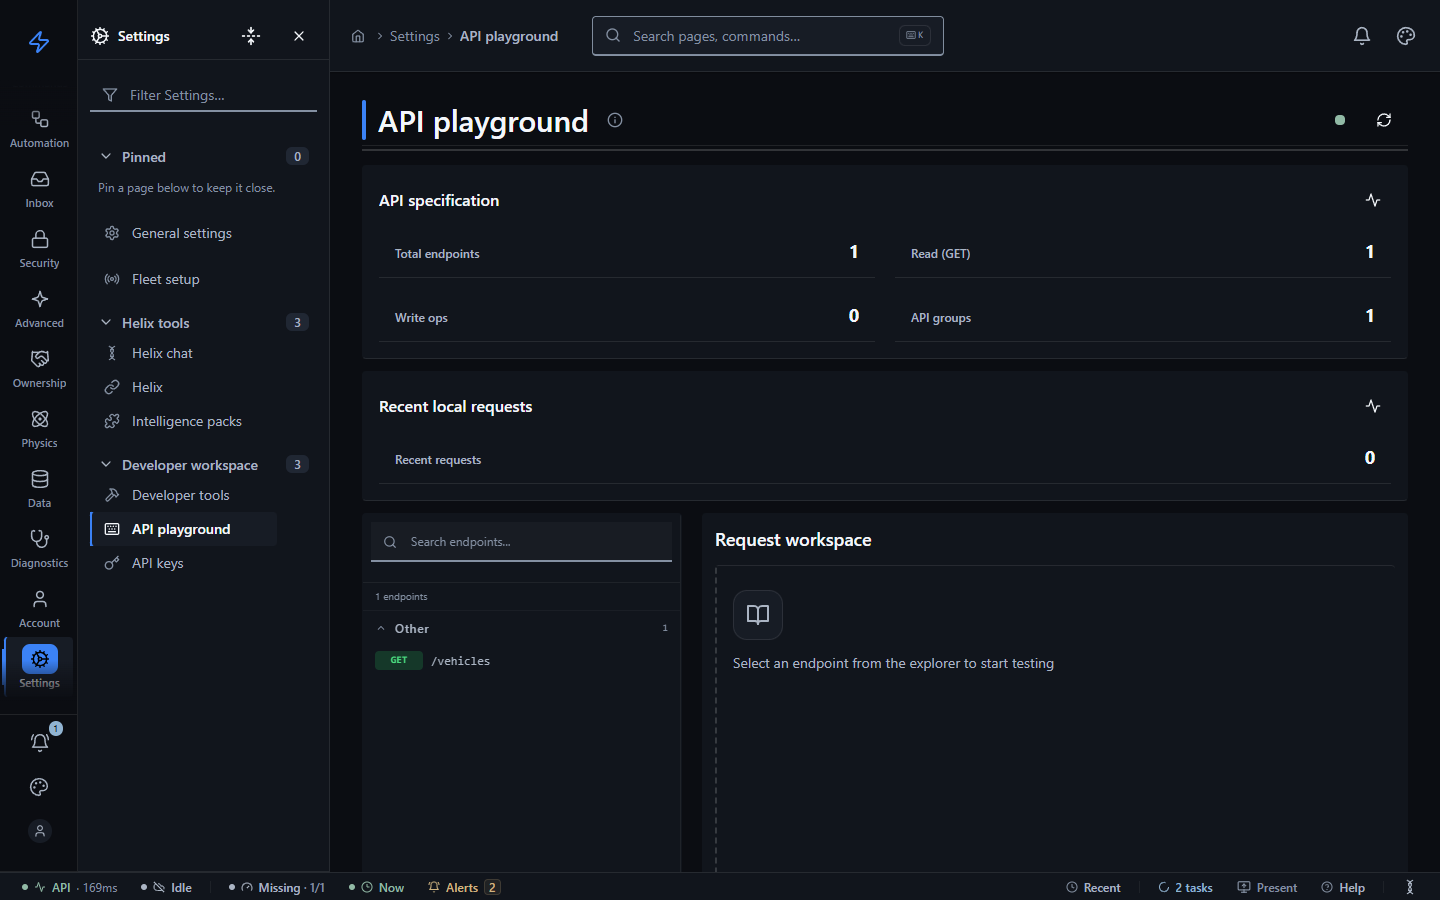 Settings
Settings
API playground
Search pages, commands...
K
Filter Settings...
Automation
Inbox
Security
Advanced
Ownership
Physics
Data
Diagnostics
Account
Settings
1
Pinned
0
Pin a page below to keep it close.
General settings
Fleet setup
Helix tools
3
Helix chat
Helix
Intelligence packs
Developer workspace
3
Developer tools
API playground
API keys
API playground
API specification
Total endpoints
1
Read (GET)
1
Write ops
0
API groups
1
Recent local requests
Recent requests
0
Search endpoints...
1 endpoints
Other
1
GET
/vehicles
Request workspace
Select an endpoint from the explorer to start testing
API · 169ms
Idle
Missing · 1/1
Now
Alerts 2
Recent
2 tasks
Present
Help